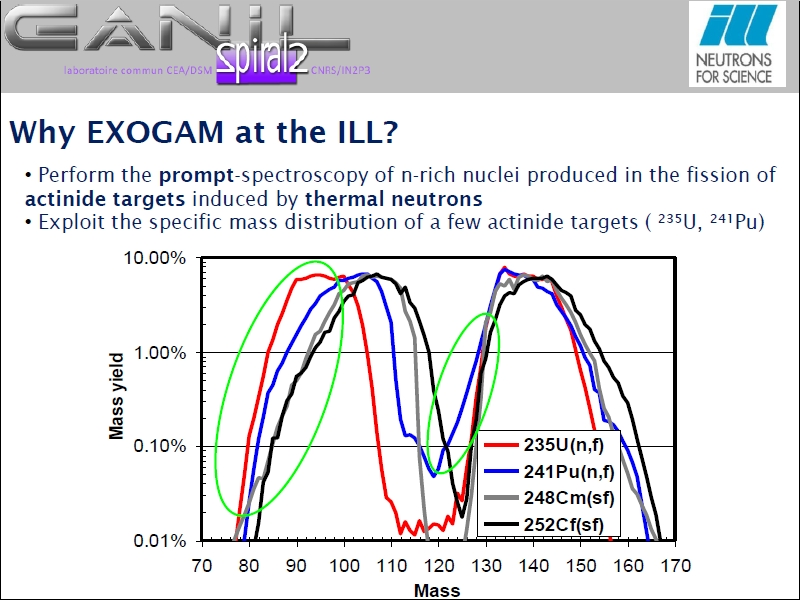 GANIL
spiral2
laboratoire commun CEA/DSM CNRS/IN2P3
ill
NEUTRONS
FOR SCIENCE
Why EXOGAM at the ILL?
• Perform the prompt-spectroscopy of n-rich nuclei produced in the fission of
actinide targets induced by thermal neutrons
• Exploit the specific mass distribution of a few actinide targets ( ²³⁵U, ²⁴¹Pu)
10.00%
1.00%
0.10%
0.01%
Mass yield
235U(n,f)
241Pu(n,f)
248Cm(sf)
252Cf(sf)
70 80 90 100 110 120 130 140 150 160 170
Mass